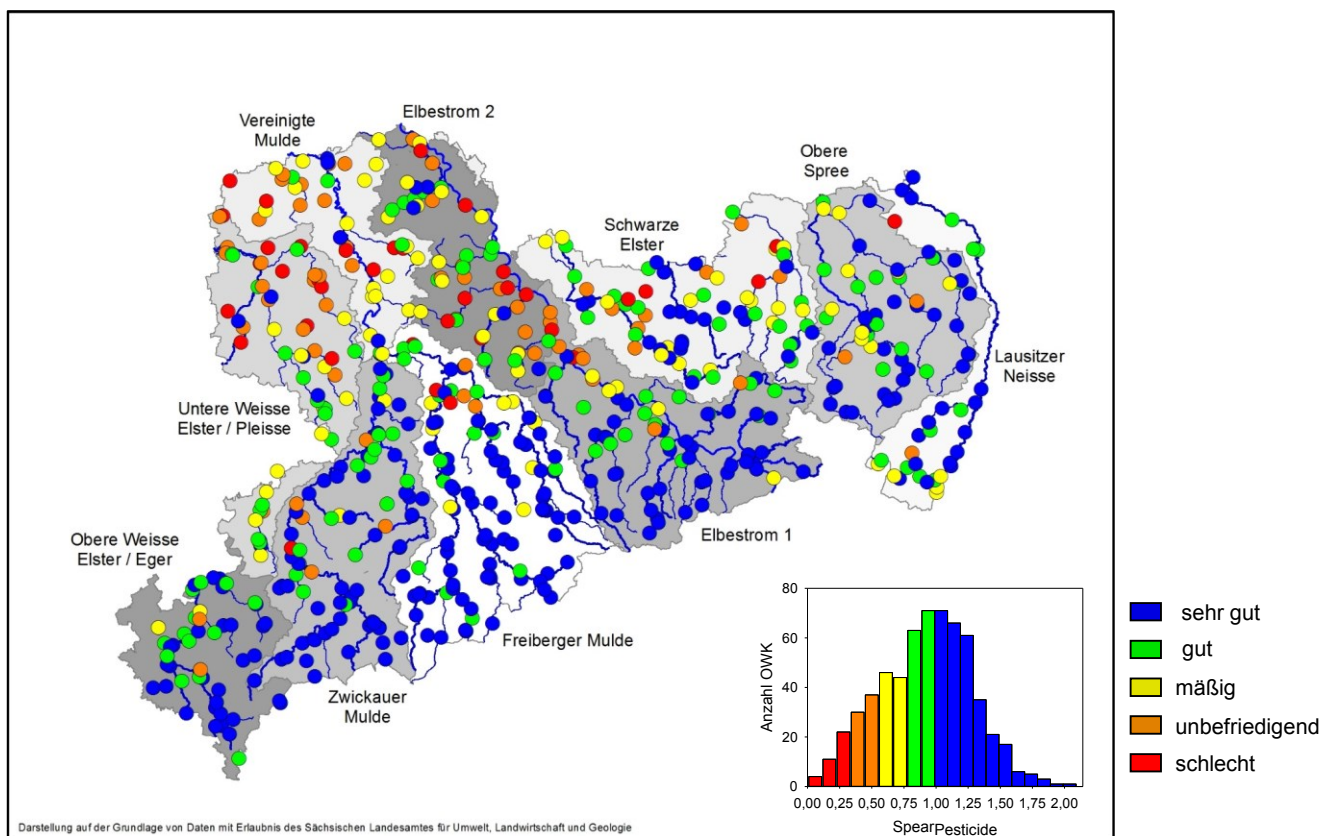 Elbestrom 2
Vereinigte
Mulde
Obere
Spree
Schwarze
Elster
Lausitzer
Neisse
Untere Weisse
Elster / Pleisse
Elbestrom 1
Obere Weisse
Elster / Eger
Freiberger Mulde
Zwickauer
Mulde
80
60
40
20
0
Anzahl OWK
0,00 0,25 0,50 0,75 1,00 1,25 1,50 1,75 2,00
SpearPesticide
sehr gut
gut
mäßig
unbefriedigend
schlecht
Darstellung auf der Grundlage von Daten mit Erlaubnis des Sächsischen Landesamtes für Umwelt, Landwirtschaft und Geologie